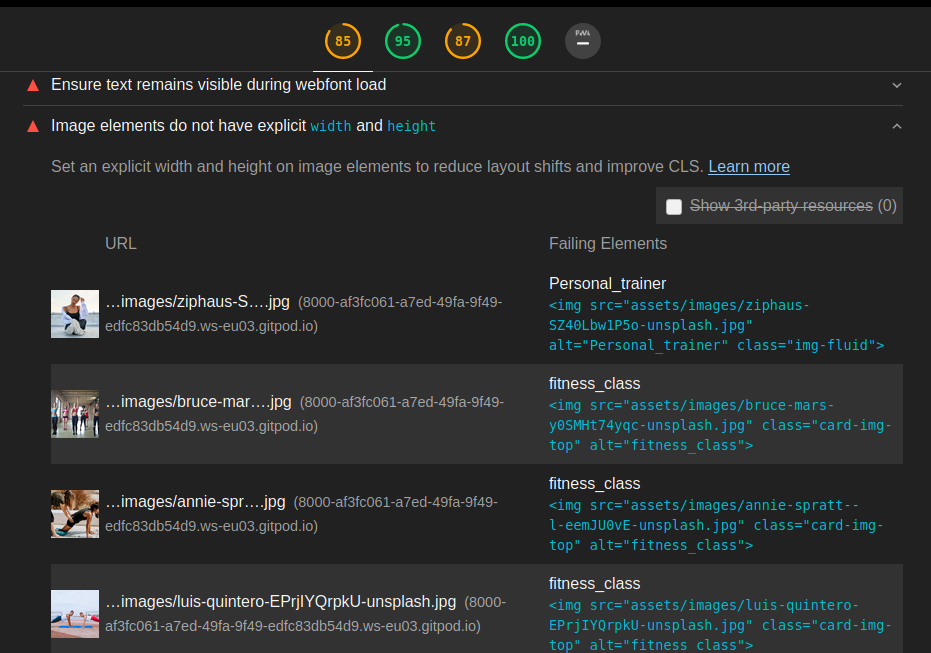 85 95 87 100 PWA
Ensure text remains visible during webfont load
Image elements do not have explicit width and height
Set an explicit width and height on image elements to reduce layout shifts and improve CLS. Learn more
Show 3rd-party resources (0)
URL Failing Elements
Personal_trainer
...images/ziphaus-S....jpg (8000-af3fc061-a7ed-49fa-9f49-
edfc83db54d9.ws-eu03.gitpod.io)
<img src="assets/images/ziphaus-
SZ40Lbw1P5o-unsplash.jpg"
alt="Personal_trainer" class="img-fluid">
fitness_class
...images/bruce-mar....jpg (8000-af3fc061-a7ed-49fa-9f49-
edfc83db54d9.ws-eu03.gitpod.io)
<img src="assets/images/bruce-mars-
y0SMHt74yqc-unsplash.jpg" class="card-img-
top" alt="fitness_class">
fitness_class
...images/annie-spr....jpg (8000-af3fc061-a7ed-49fa-9f49-
edfc83db54d9.ws-eu03.gitpod.io)
<img src="assets/images/annie-spratt--
l-eemJU0vE-unsplash.jpg" class="card-img-
top" alt="fitness_class">
fitness_class
...images/luis-quintero-EPrjIYQrpkU-unsplash.jpg (8000-
af3fc061-a7ed-49fa-9f49-edfc83db54d9.ws-eu03.gitpod.io)
<img src="assets/images/luis-quintero-
EPrjIYQrpkU-unsplash.jpg" class="card-img-
top" alt="fitness_class">